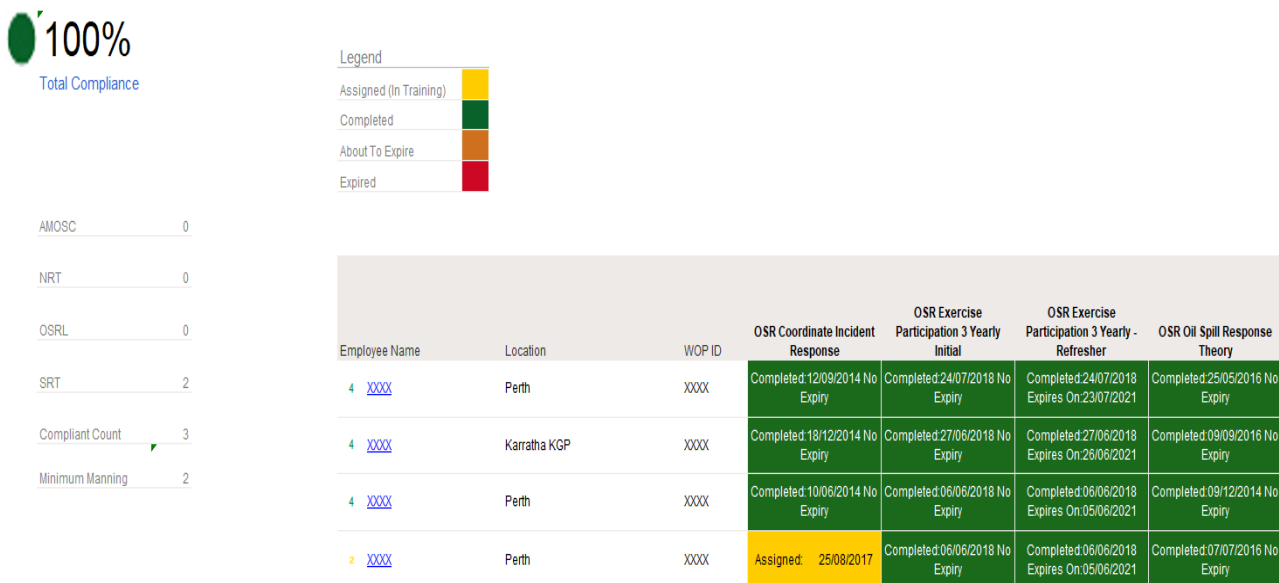 100%
Total Compliance
Legend
Assigned (In Training)
Completed
About To Expire
Expired
AMOSC 0
NRT 0
OSRL 0
SRT 2
Compliant Count 3
Minimum Manning 2
Employee Name Location WOP ID OSR Coordinate Incident Response OSR Exercise Participation 3 Yearly Initial OSR Exercise Participation 3 Yearly - Refresher OSR Oil Spill Response Theory
4 XXXX Perth XXXX Completed:12/09/2014 No Expiry Completed:24/07/2018 No Expiry Completed:24/07/2018 Expires On:23/07/2021 Completed:25/05/2016 No Expiry
4 XXXX Karratha KGP XXXX Completed:18/12/2014 No Expiry Completed:27/06/2018 No Expiry Completed:27/06/2018 Expires On:26/06/2021 Completed:09/09/2016 No Expiry
4 XXXX Perth XXXX Completed:10/06/2014 No Expiry Completed:06/06/2018 No Expiry Completed:06/06/2018 Expires On:05/06/2021 Completed:09/12/2014 No Expiry
2 XXXX Perth XXXX Assigned: 25/08/2017 Completed:06/06/2018 No Expiry Completed:06/06/2018 Expires On:05/06/2021 Completed:07/07/2016 No Expiry